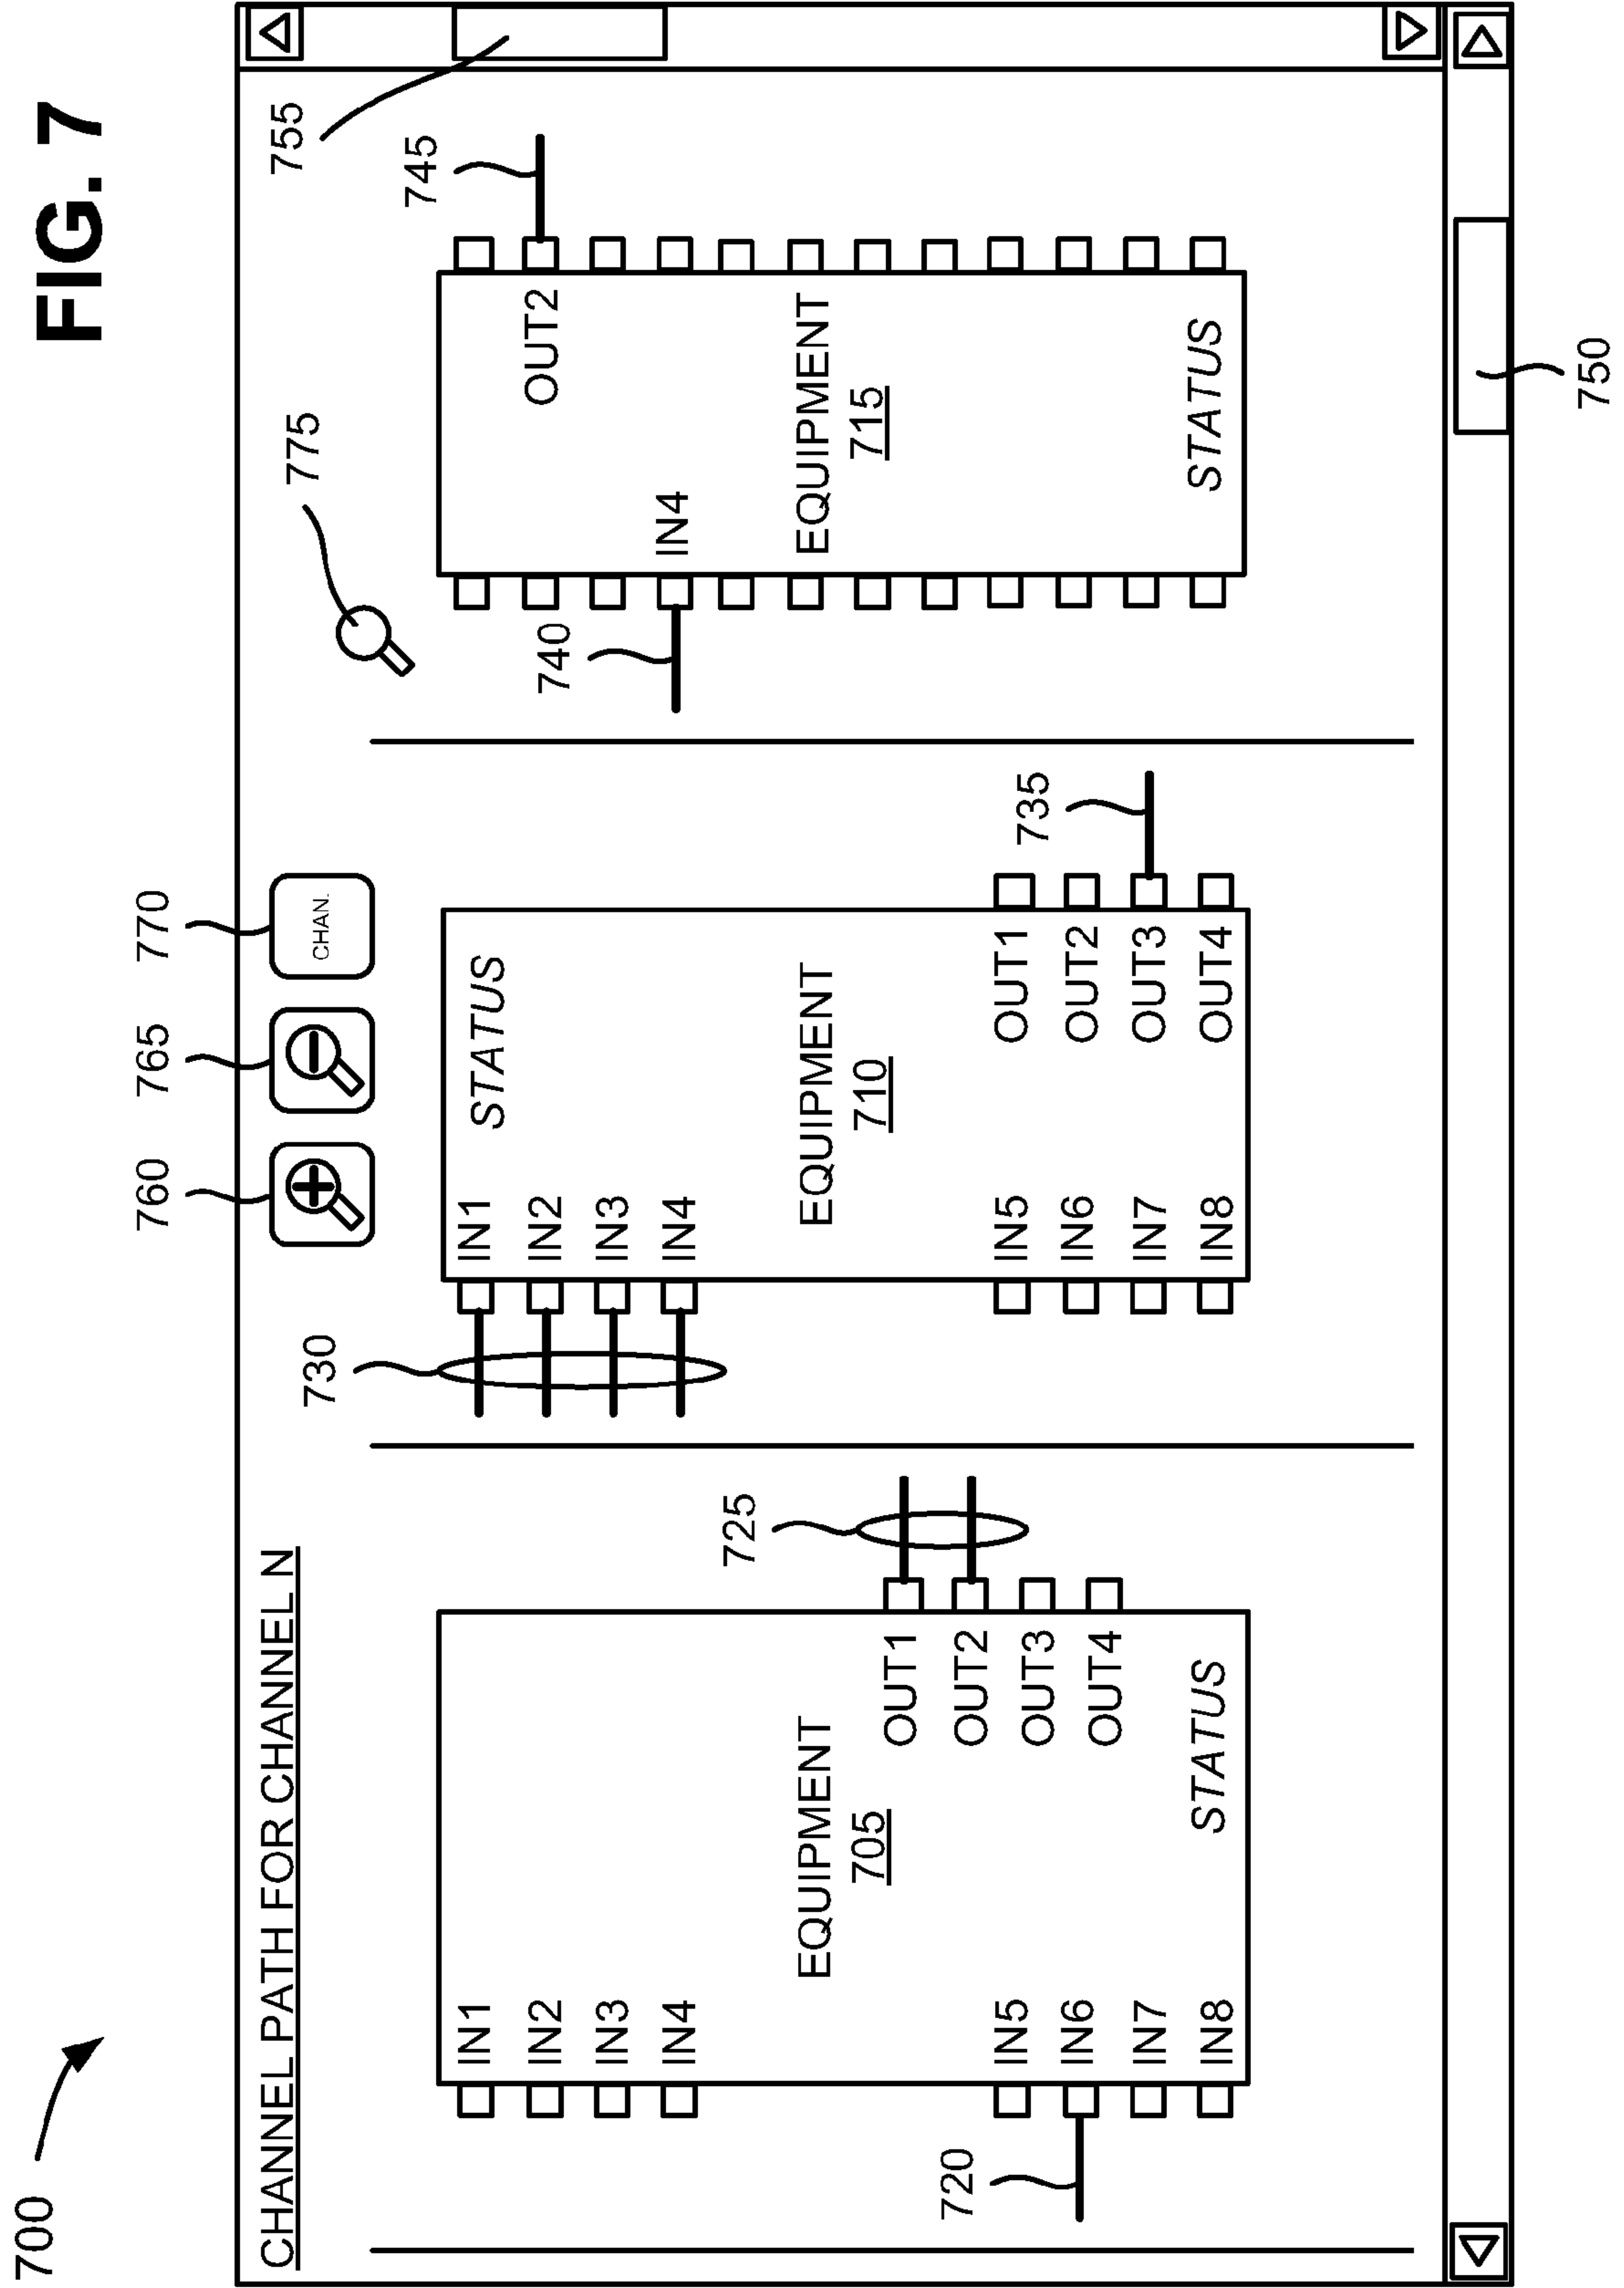 FIG. 7
700
CHANNEL PATH FOR CHANNEL N
760
765
770
CHAN.
775
755
IN1
IN2
IN3
IN4
EQUIPMENT
705
IN5
IN6
IN7
IN8
OUT1
OUT2
OUT3
OUT4
STATUS
720
725
730
IN1
IN2
IN3
IN4
STATUS
EQUIPMENT
710
IN5
IN6
IN7
IN8
OUT1
OUT2
OUT3
OUT4
735
740
745
OUT2
IN4
EQUIPMENT
715
STATUS
750